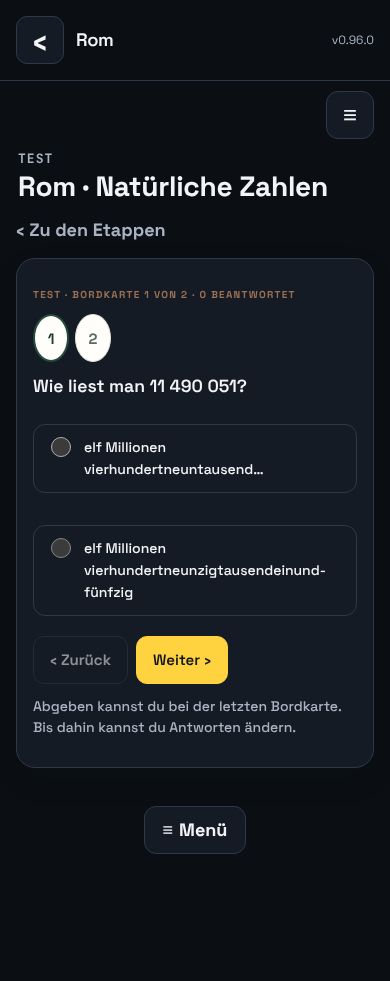 < Rom v0.96.0
≡
TEST
Rom · Natürliche Zahlen
< Zu den Etappen
TEST · BORDKARTE 1 VON 2 · 0 BEANTWORTET
1 2
Wie liest man 11 490 051?
elf Millionen
vierhundertneuntausend…
elf Millionen
vierhundertneunzigtausendeinund-
fünfzig
< Zurück Weiter >
Abgeben kannst du bei der letzten Bordkarte.
Bis dahin kannst du Antworten ändern.
≡ Menü